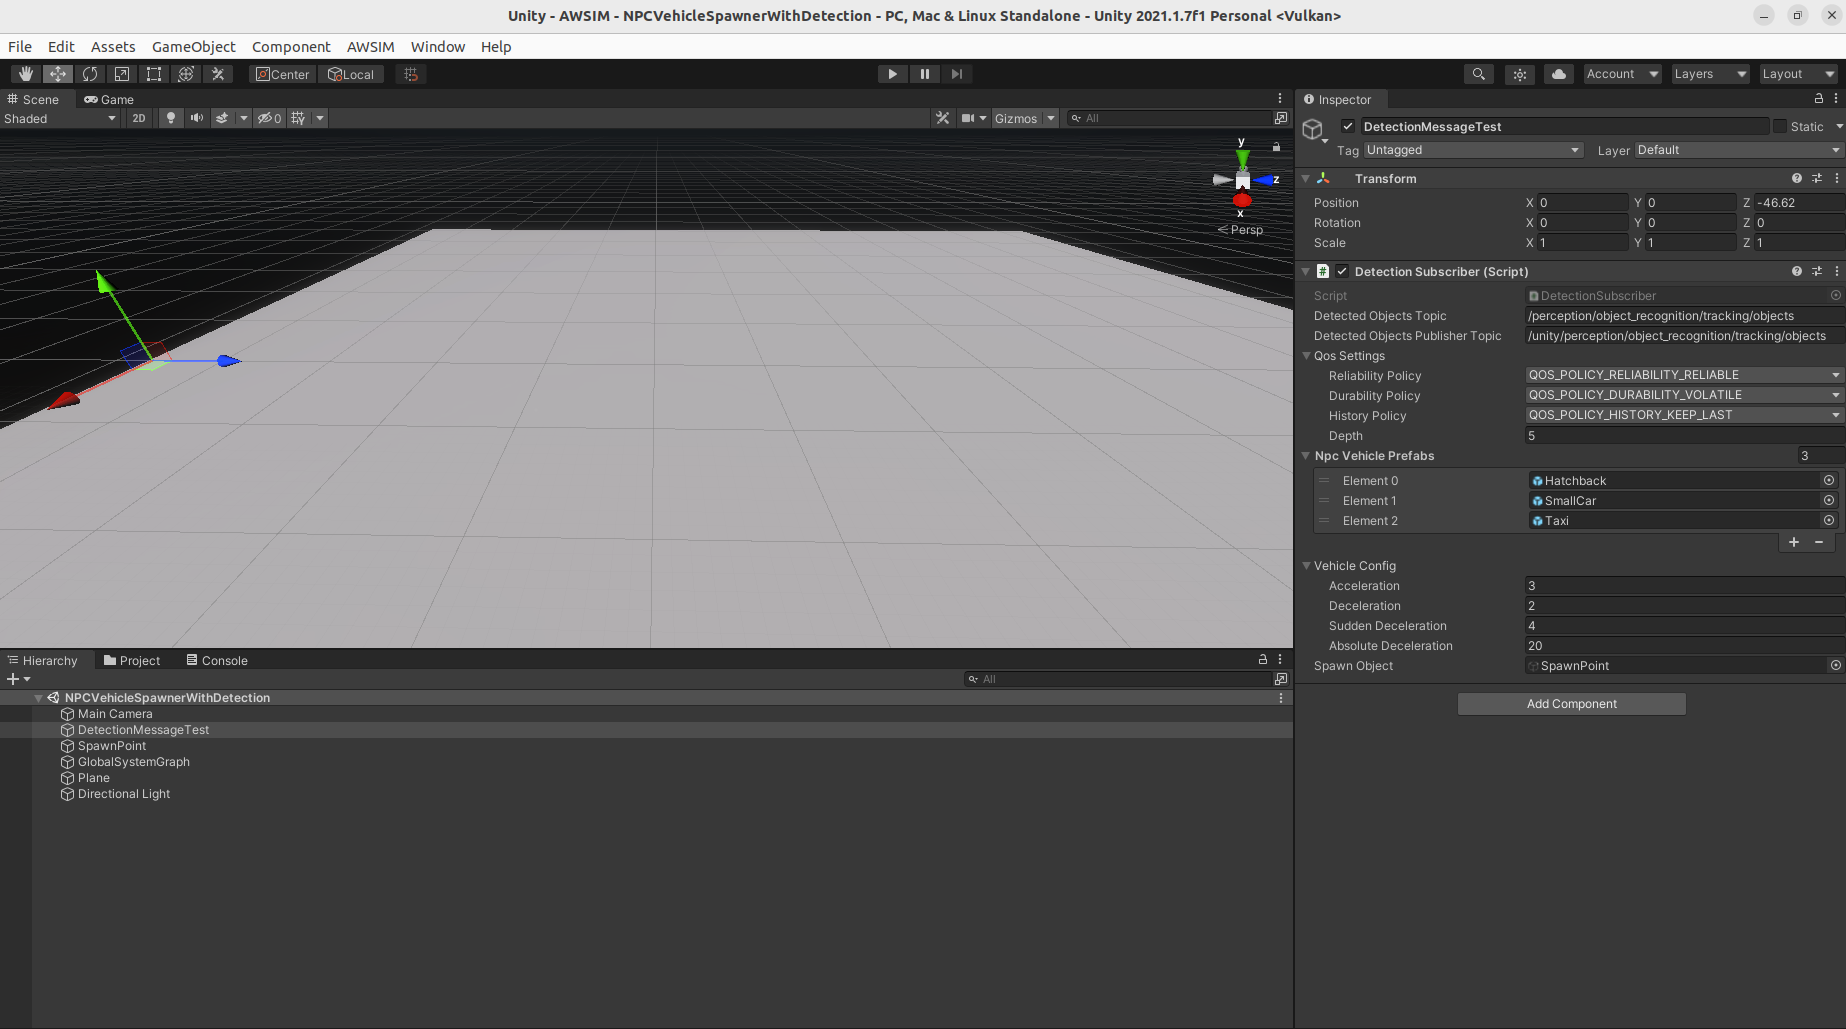 Unity - AWSIM - NPCVehicleSpawnerWithDetection - PC, Mac & Linux Standalone - Unity 2021.1.7f1 Personal <Vulkan>
File Edit Assets GameObject Component AWSIM Window Help
Center Local Account Layers Layout
Scene Game
Shaded 2D 0 Gizmos All
y
z
x
Persp
Inspector
DetectionMessageTest Static
Tag Untagged Layer Default
Transform
Position X 0 Y 0 Z -46.62
Rotation X 0 Y 0 Z 0
Scale X 1 Y 1 Z 1
# Detection Subscriber (Script)
Script DetectionSubscriber
Detected Objects Topic /perception/object_recognition/tracking/objects
Detected Objects Publisher Topic /unity/perception/object_recognition/tracking/objects
Qos Settings
Reliability Policy QOS_POLICY_RELIABILITY_RELIABLE
Durability Policy QOS_POLICY_DURABILITY_VOLATILE
History Policy QOS_POLICY_HISTORY_KEEP_LAST
Depth 5
Npc Vehicle Prefabs 3
Element 0 Hatchback
Element 1 SmallCar
Element 2 Taxi
Vehicle Config
Acceleration 3
Deceleration 2
Sudden Deceleration 4
Absolute Deceleration 20
Spawn Object SpawnPoint
Add Component
Hierarchy Project Console
All
NPCVehicleSpawnerWithDetection
Main Camera
DetectionMessageTest
SpawnPoint
GlobalSystemGraph
Plane
Directional Light